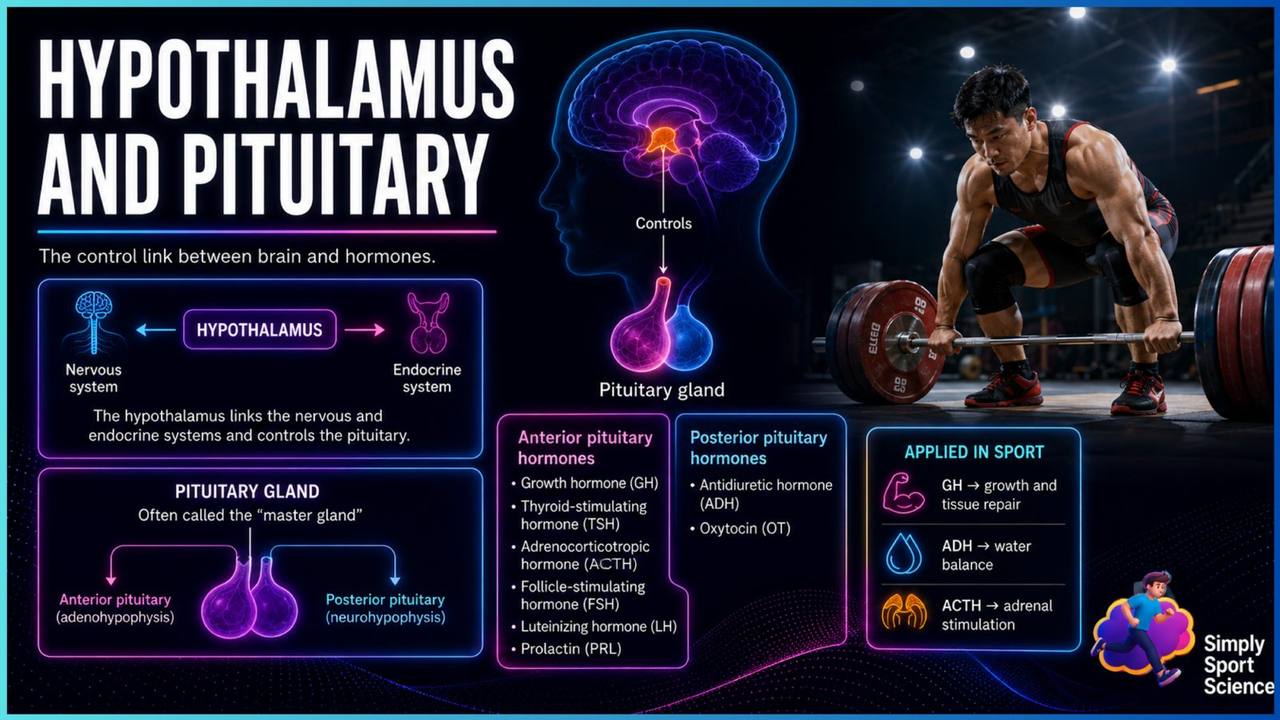 HYPOTHALAMUS
AND PITUITARY
The control link between brain and hormones.
HYPOTHALAMUS
Nervous
system
Endocrine
system
The hypothalamus links the nervous and
endocrine systems and controls the pituitary.
PITUITARY GLAND
Often called the “master gland”
Anterior pituitary
(adenohypophysis)
Posterior pituitary
(neurohypophysis)
Controls
Pituitary gland
Anterior pituitary
hormones
• Growth hormone (GH)
• Thyroid-stimulating
hormone (TSH)
• Adrenocorticotropic
hormone (ACTH)
• Follicle-stimulating
hormone (FSH)
• Luteinizing hormone (LH)
• Prolactin (PRL)
Posterior pituitary
hormones
• Antidiuretic hormone
(ADH)
• Oxytocin (OT)
APPLIED IN SPORT
GH → growth and
tissue repair
ADH → water
balance
ACTH → adrenal
stimulation
Simply
Sport
Science